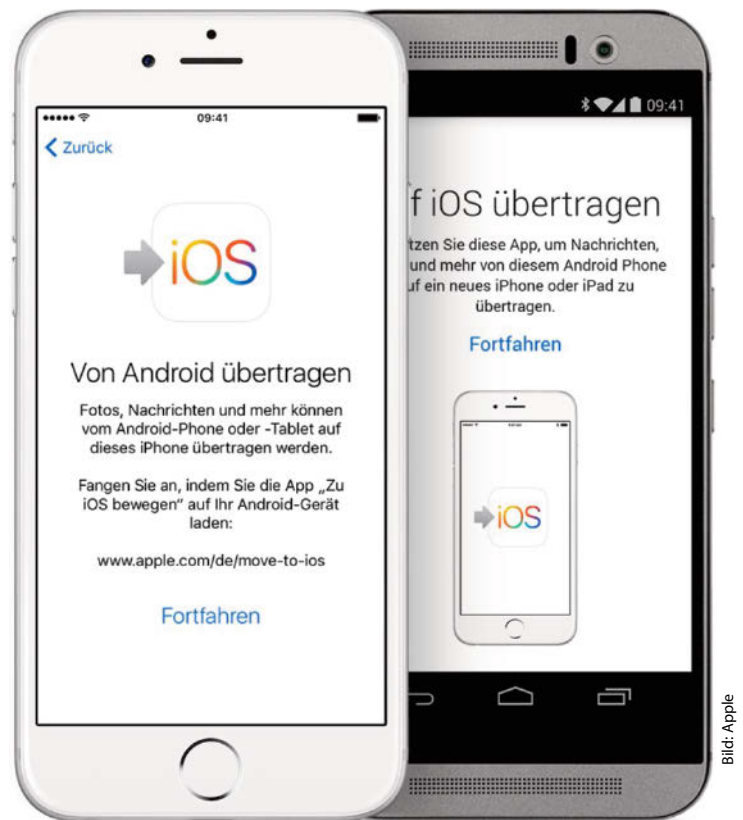 09:41
Zurück
iOS
Von Android übertragen
Fotos, Nachrichten und mehr können
vom Android-Phone oder -Tablet auf
dieses iPhone übertragen werden.
Fangen Sie an, indem Sie die App „Zu
iOS bewegen“ auf Ihr Android-Gerät
laden:
www.apple.com/de/move-to-ios
Fortfahren
09:41
iOS übertragen
Sie diese App, um Nachrichten,
und mehr von diesem Android Phone
ein neues iPhone oder iPad zu
übertragen.
Fortfahren
iOS
Bild: Apple